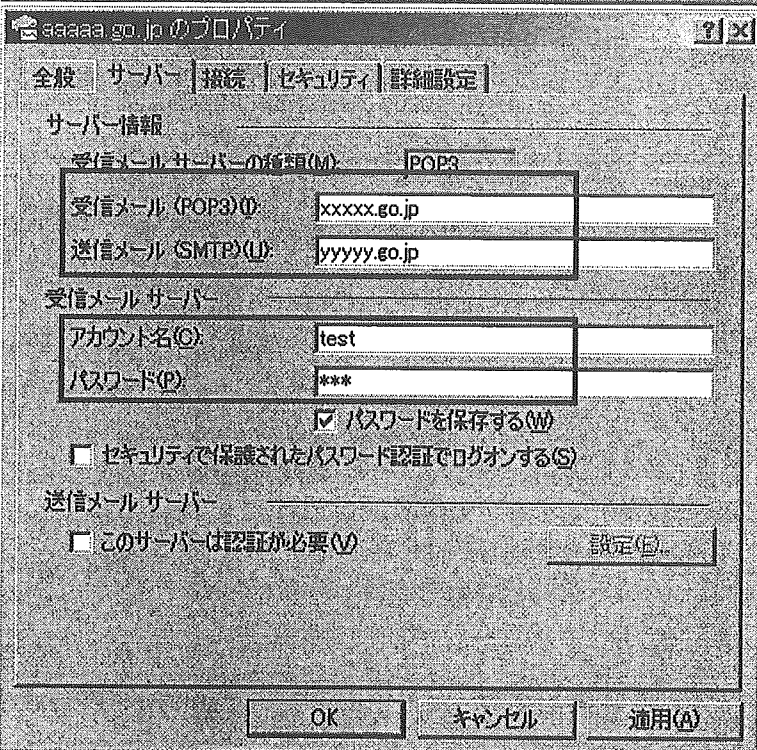 aaaaa.go.jp のプロパティ
全般 サーバー 接続 セキュリティ 詳細設定
サーバー情報
受信メール サーバーの種類(M): POP3
受信メール (POP3)(I): xxxxx.go.jp
送信メール (SMTP)(U): yyyyy.go.jp
受信メール サーバー
アカウント名(C): test
パスワード(P): ***
パスワードを保存する(W)
セキュリティで保護されたパスワード認証でログオンする(S)
送信メール サーバー
このサーバーは認証が必要(V) 設定(E)...
OK キャンセル 適用(A)